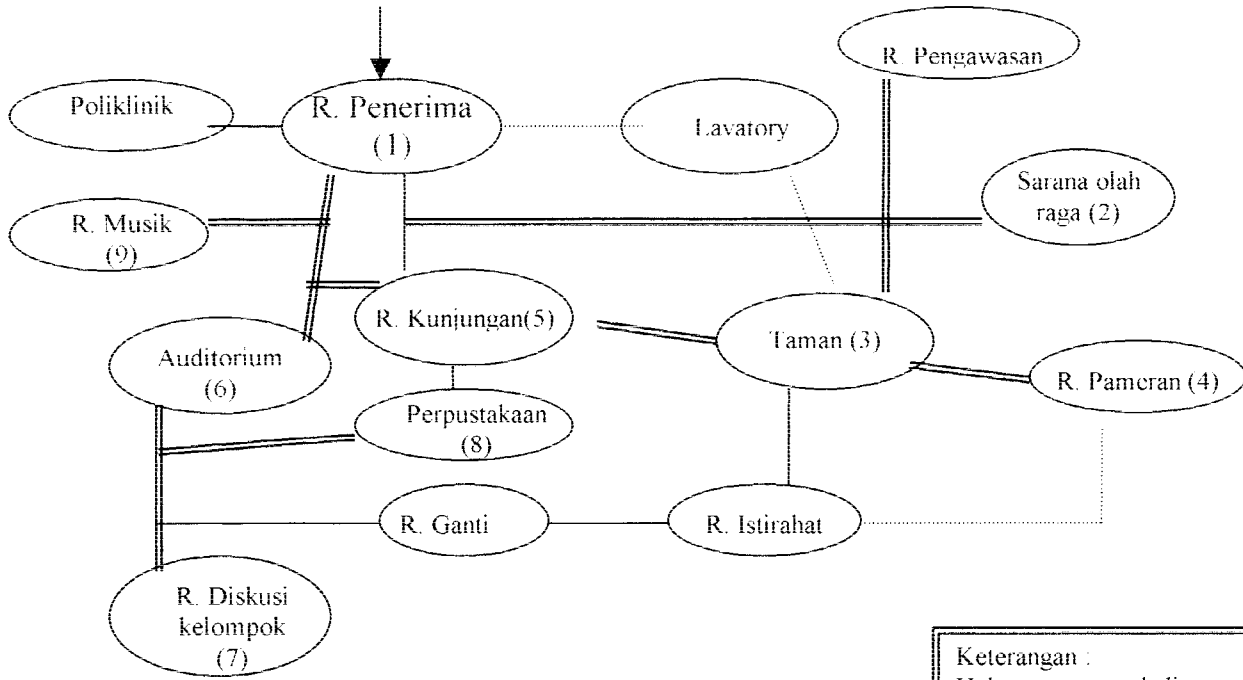 R. Pengawasan
Poliklinik
R. Penerima
(1)
Lavatory
Sarana olah
raga (2)
R. Musik
(9)
R. Kunjungan(5)
Taman (3)
Auditorium
(6)
R. Pameran (4)
Perpustakaan
(8)
R. Ganti
R. Istirahat
R. Diskusi
kelompok
(7)
Keterangan :